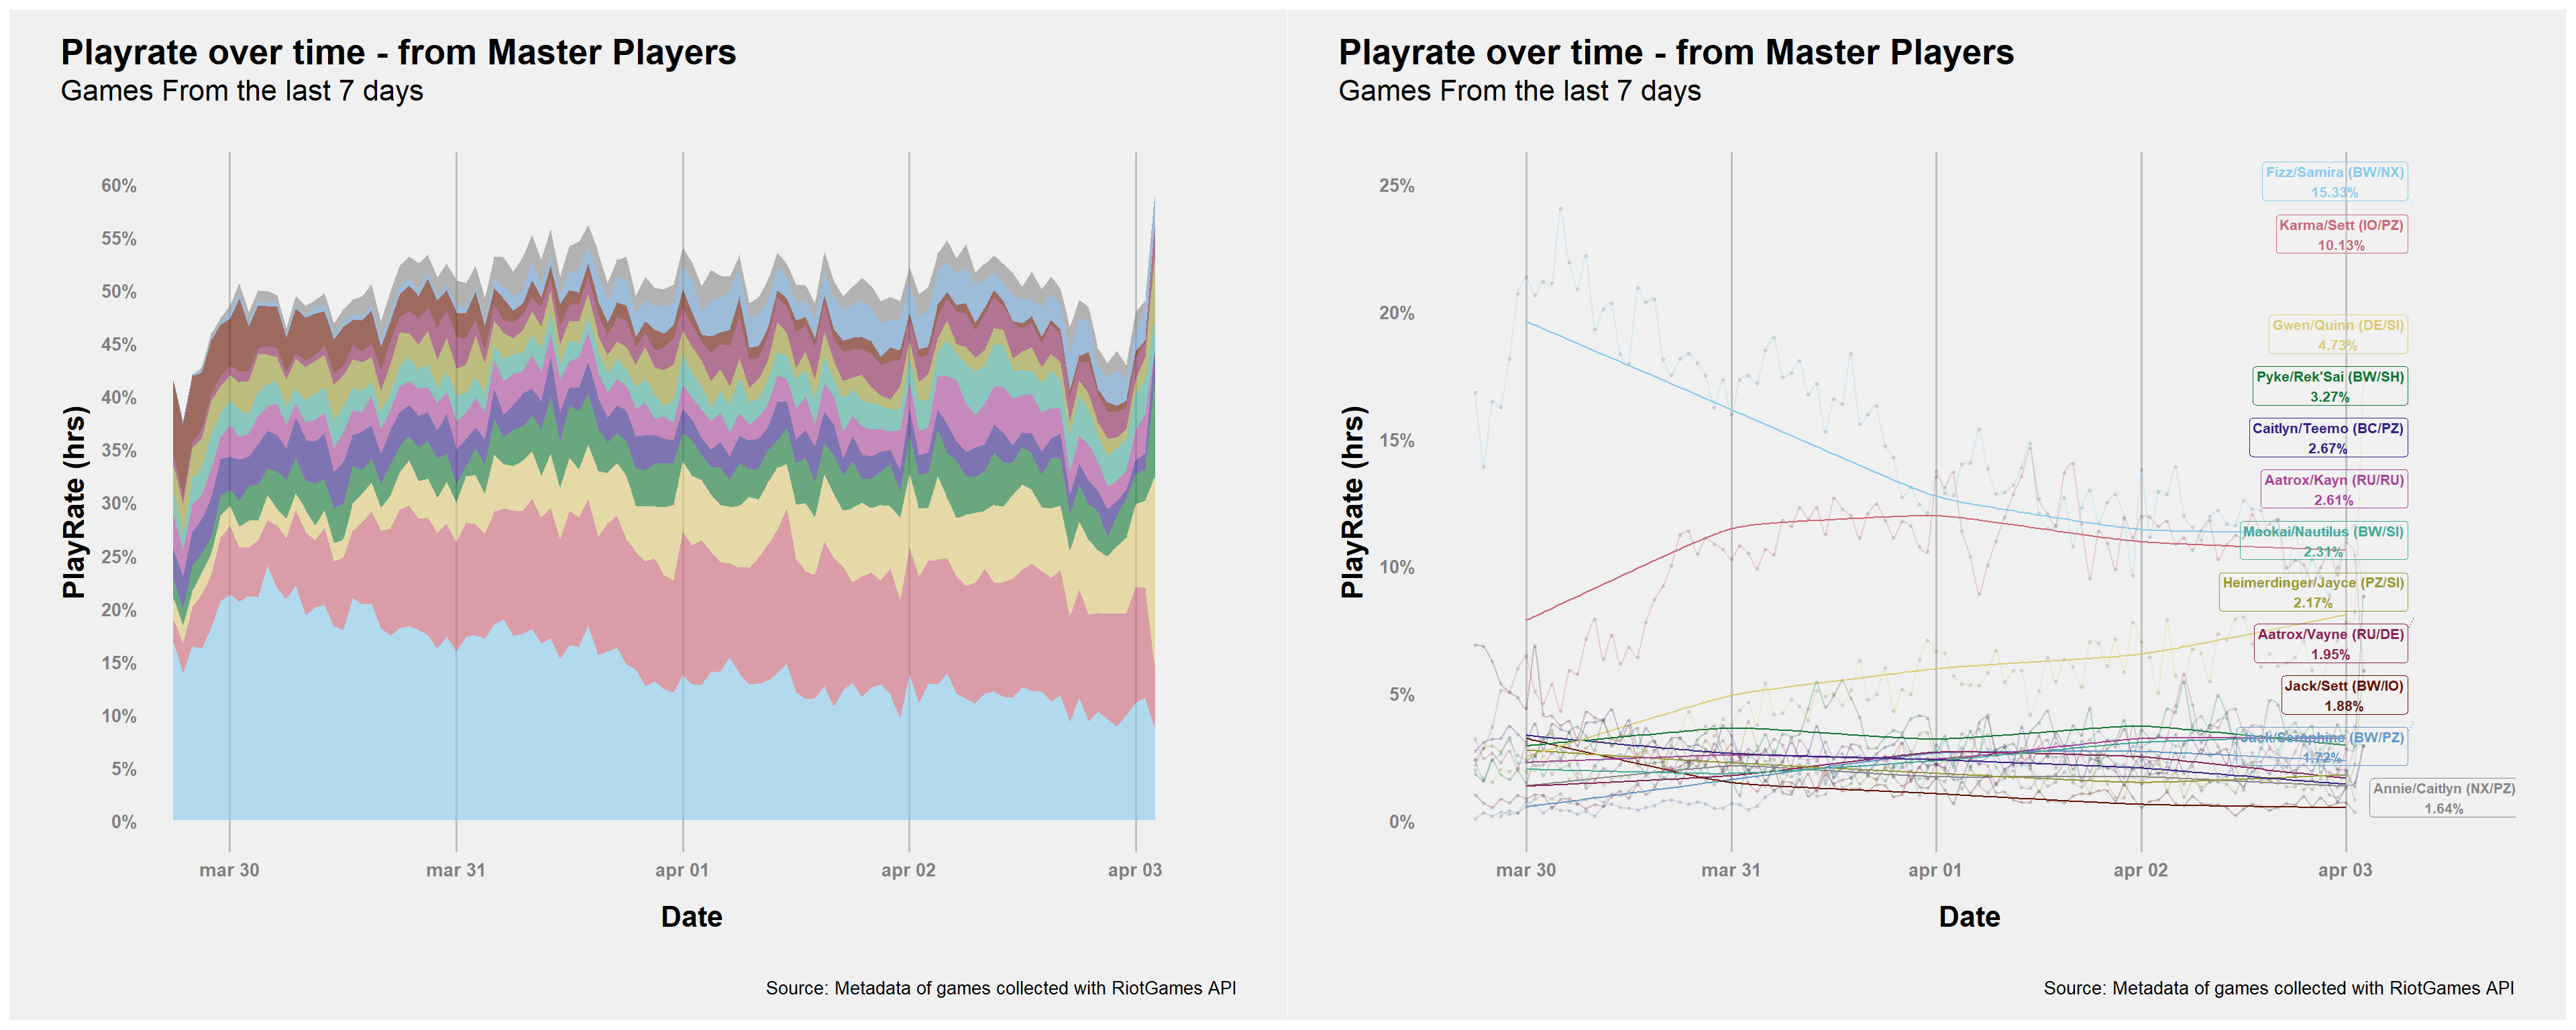 Playrate over time - from Master Players
Games From the last 7 days
60%
55%
50%
45%
40%
35%
30%
25%
20%
15%
10%
5%
0%
PlayRate (hrs)
mar 30
mar 31
apr 01
apr 02
apr 03
Date
Source: Metadata of games collected with RiotGames API
Playrate over time - from Master Players
Games From the last 7 days
25%
20%
15%
10%
5%
0%
PlayRate (hrs)
Fizz/Samira (BW/NX)
15.33%
Karma/Sett (IO/PZ)
10.13%
Gwen/Quinn (DE/SI)
4.73%
Pyke/Rek'Sai (BW/SH)
3.27%
Caitlyn/Teemo (BC/PZ)
2.67%
Aatrox/Kayn (RU/RU)
2.61%
Maokai/Nautilus (BW/SI)
2.31%
Heimerdinger/Jayce (PZ/SI)
2.17%
Aatrox/Vayne (RU/DE)
1.95%
Jack/Sett (BW/IO)
1.88%
Jack/Seraphine (BW/PZ)
1.72%
Annie/Caitlyn (NX/PZ)
1.64%
mar 30
mar 31
apr 01
apr 02
apr 03
Date
Source: Metadata of games collected with RiotGames API